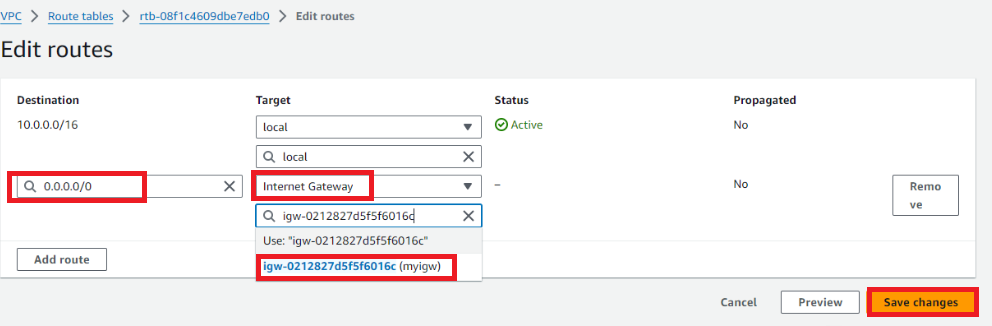 VPC > Route tables > rtb-08f1c4609dbe7edb0 > Edit routes
Edit routes
Destination Target Status Propagated
10.0.0.0/16 local Active No
local
0.0.0.0/0 Internet Gateway – No Remo
ve
igw-0212827d5f5f6016c
Use: "igw-0212827d5f5f6016c"
igw-0212827d5f5f6016c (myigw)
Add route
Cancel Preview Save changes